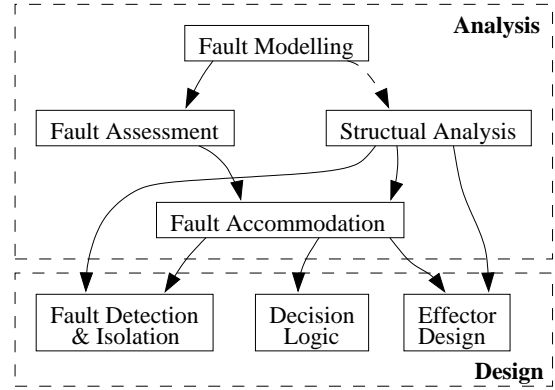 Analysis
Fault Modelling
Fault Assessment
Structual Analysis
Fault Accommodation
Fault Detection
& Isolation
Decision
Logic
Effector
Design
Design